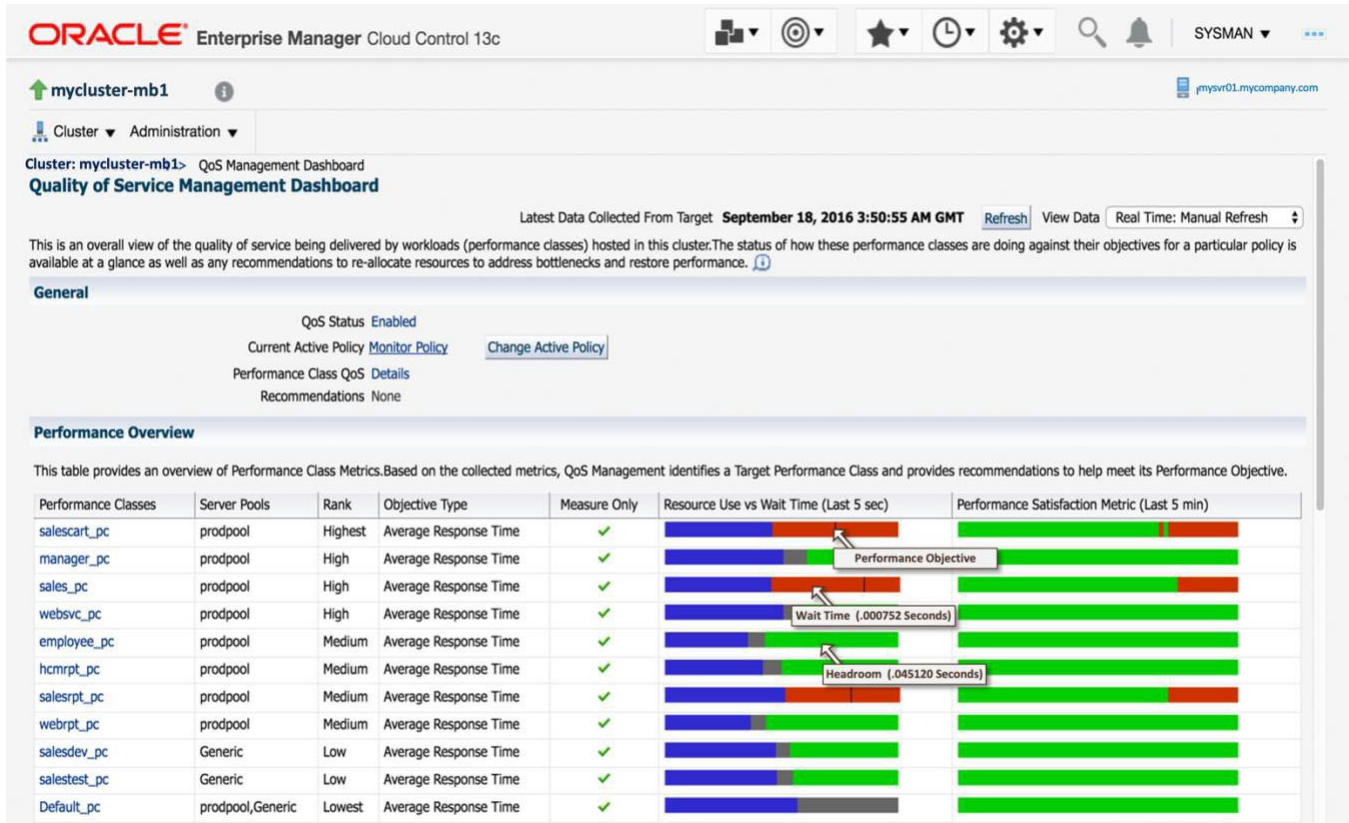 ORACLE® Enterprise Manager Cloud Control 13c SYSMAN
mycluster-mb1 mysvr01.mycompany.com
Cluster Administration
Cluster: mycluster-mb1> QoS Management Dashboard
Quality of Service Management Dashboard
Latest Data Collected From Target September 18, 2016 3:50:55 AM GMT Refresh View Data Real Time: Manual Refresh
This is an overall view of the quality of service being delivered by workloads (performance classes) hosted in this cluster.The status of how these performance classes are doing against their objectives for a particular policy is
available at a glance as well as any recommendations to re-allocate resources to address bottlenecks and restore performance.
General
QoS Status Enabled
Current Active Policy Monitor Policy Change Active Policy
Performance Class QoS Details
Recommendations None
Performance Overview
This table provides an overview of Performance Class Metrics.Based on the collected metrics, QoS Management identifies a Target Performance Class and provides recommendations to help meet its Performance Objective.
Performance Classes Server Pools Rank Objective Type Measure Only Resource Use vs Wait Time (Last 5 sec) Performance Satisfaction Metric (Last 5 min)
salescart_pc prodpool Highest Average Response Time
manager_pc prodpool High Average Response Time Performance Objective
sales_pc prodpool High Average Response Time
websvc_pc prodpool High Average Response Time Wait Time (.000752 Seconds)
employee_pc prodpool Medium Average Response Time
hcmrpt_pc prodpool Medium Average Response Time Headroom (.045120 Seconds)
salesrpt_pc prodpool Medium Average Response Time
webrpt_pc prodpool Medium Average Response Time
salesdev_pc Generic Low Average Response Time
salestest_pc Generic Low Average Response Time
Default_pc prodpool,Generic Lowest Average Response Time